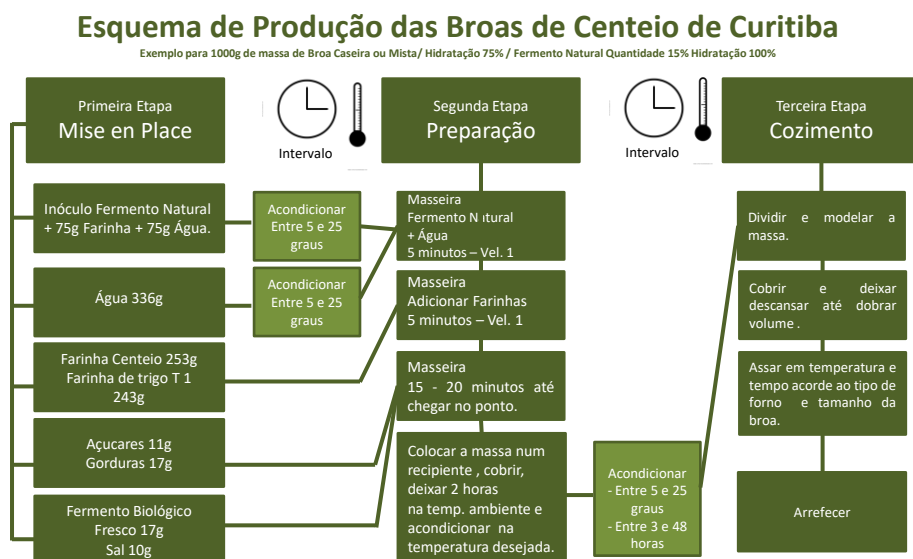 Esquema de Produção das Broas de Centeio de Curitiba
Exemplo para 1000g de massa de Broa Caseira ou Mista/ Hidratação 75% / Fermento Natural Quantidade 15% Hidratação 100%
Primeira Etapa
Mise en Place
Intervalo
Segunda Etapa
Preparação
Intervalo
Terceira Etapa
Cozimento
Inóculo Fermento Natural
+ 75g Farinha + 75g Água.
Acondicionar
Entre 5 e 25
graus
Masseira
Fermento Natural
+ Água
5 minutos – Vel. 1
Dividir e modelar a
massa.
Água 336g
Acondicionar
Entre 5 e 25
graus
Masseira
Adicionar Farinhas
5 minutos – Vel. 1
Cobrir e deixar
descansar até dobrar
volume .
Farinha Centeio 253g
Farinha de trigo T 1
243g
Masseira
15 - 20 minutos até
chegar no ponto.
Assar em temperatura e
tempo acorde ao tipo de
forno e tamanho da
broa.
Açucares 11g
Gorduras 17g
Colocar a massa num
recipiente , cobrir,
deixar 2 horas
na temp. ambiente e
acondicionar na
temperatura desejada.
Acondicionar
- Entre 5 e 25
graus
- Entre 3 e 48
horas
Arrefecer
Fermento Biológico
Fresco 17g
Sal 10g